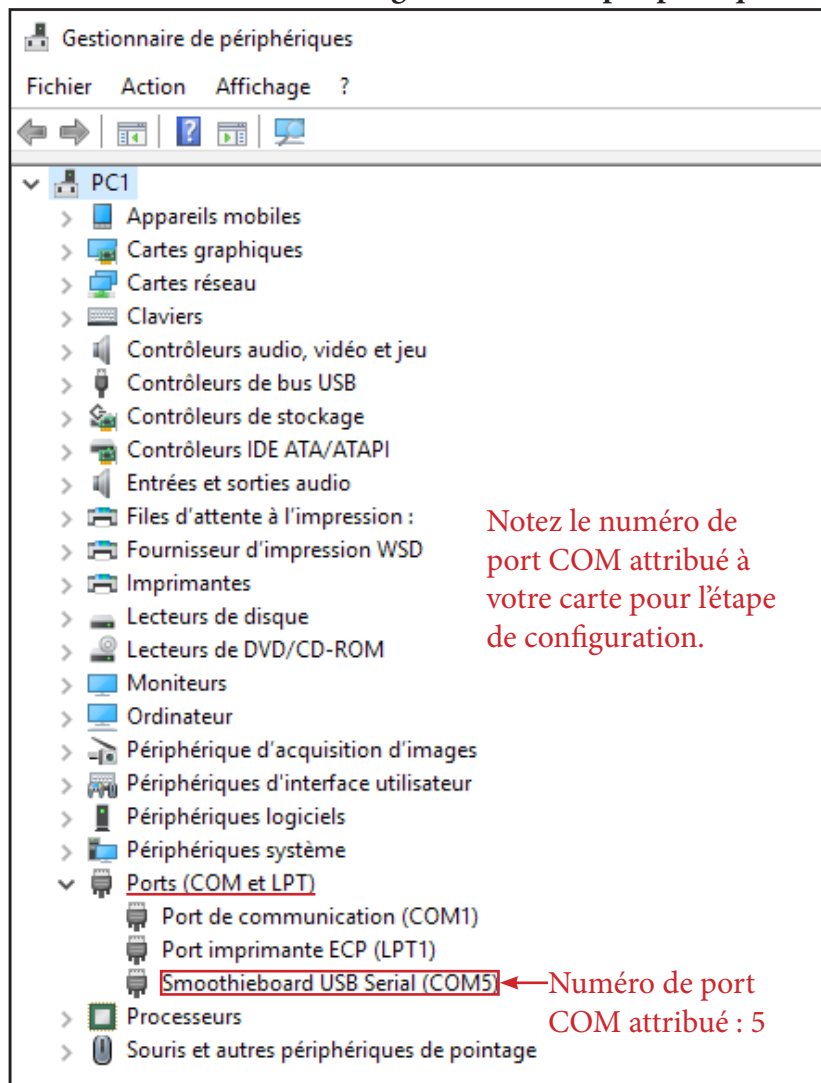 Gestionnaire de périphériques
Fichier Action Affichage ?
PC1
Appareils mobiles
Cartes graphiques
Cartes réseau
Claviers
Contrôleurs audio, vidéo et jeu
Contrôleurs de bus USB
Contrôleurs de stockage
Contrôleurs IDE ATA/ATAPI
Entrées et sorties audio
Files d'attente à l'impression :
Fournisseur d'impression WSD
Imprimantes
Lecteurs de disque
Lecteurs de DVD/CD-ROM
Moniteurs
Ordinateur
Périphérique d'acquisition d'images
Périphériques d'interface utilisateur
Périphériques logiciels
Périphériques système
Ports (COM et LPT)
Port de communication (COM1)
Port imprimante ECP (LPT1)
Smoothieboard USB Serial (COM5)
Processeurs
Souris et autres périphériques de pointage
Notez le numéro de
port COM attribué à
votre carte pour l'étape
de configuration.
Numéro de port
COM attribué : 5